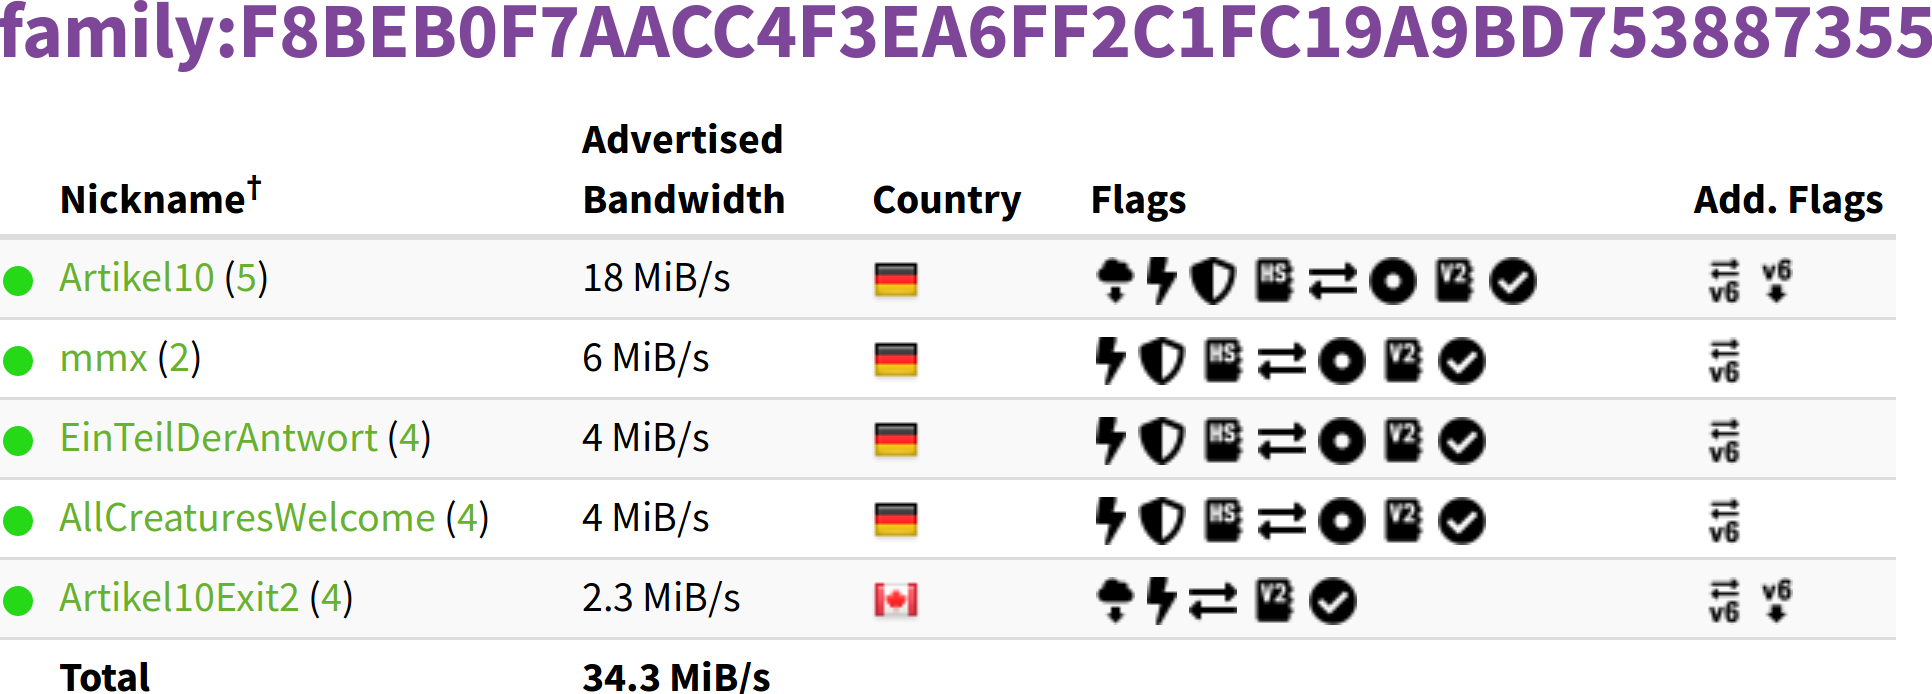 family:F8BEB0F7AACC4F3EA6FF2C1FC19A9BD753887355
Nickname† Advertised Bandwidth Country Flags Add. Flags
Artikel10 (5) 18 MiB/s HS V2 v6 v6
mmx (2) 6 MiB/s HS V2 v6
EinTeilDerAntwort (4) 4 MiB/s HS V2 v6
AllCreaturesWelcome (4) 4 MiB/s HS V2 v6
Artikel10Exit2 (4) 2.3 MiB/s V2 v6 v6
Total 34.3 MiB/s